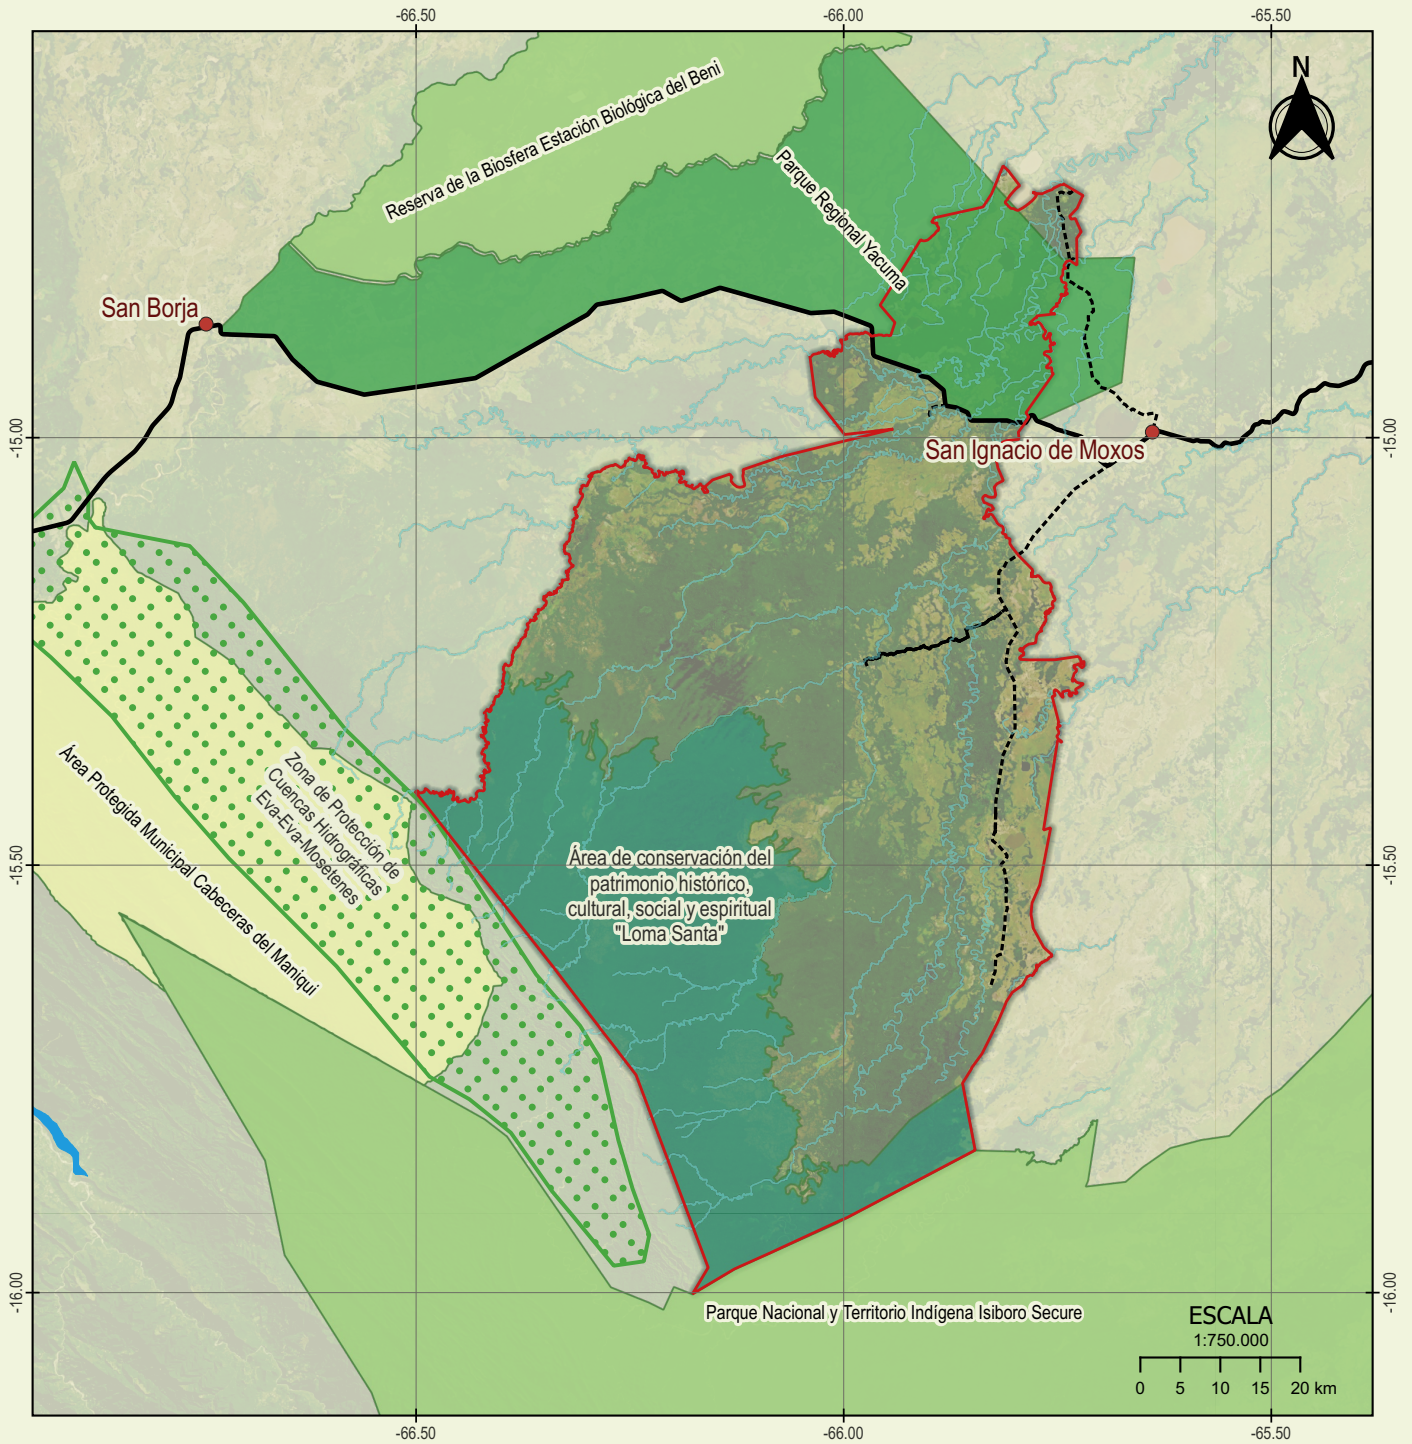 -66.50
-66.00
-65.50
N
Reserva de la Biosfera Estación Biológica del Beni
Parque Regional Yacuma
San Borja
-15.00
-15.00
San Ignacio de Moxos
Zona de Protección de
Cuencas Hidrográficas
Eva-Eva-Mosetenes
Área Protegida Municipal Cabeceras del Maniqui
-15.50
-15.50
Área de conservación del
patrimonio histórico,
cultural, social y espiritual
"Loma Santa"
-16.00
-16.00
Parque Nacional y Territorio Indígena Isiboro Secure
ESCALA
1:750.000
0 5 10 15 20 km
-66.50
-66.00
-65.50